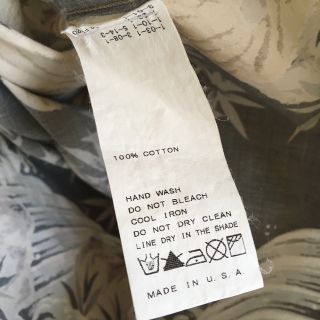 100% COTTON
HAND WASH
DO NOT BLEACH
COOL IRON
DO NOT DRY CLEAN
LINE DRY IN THE SHADE
MADE IN U.S.A.